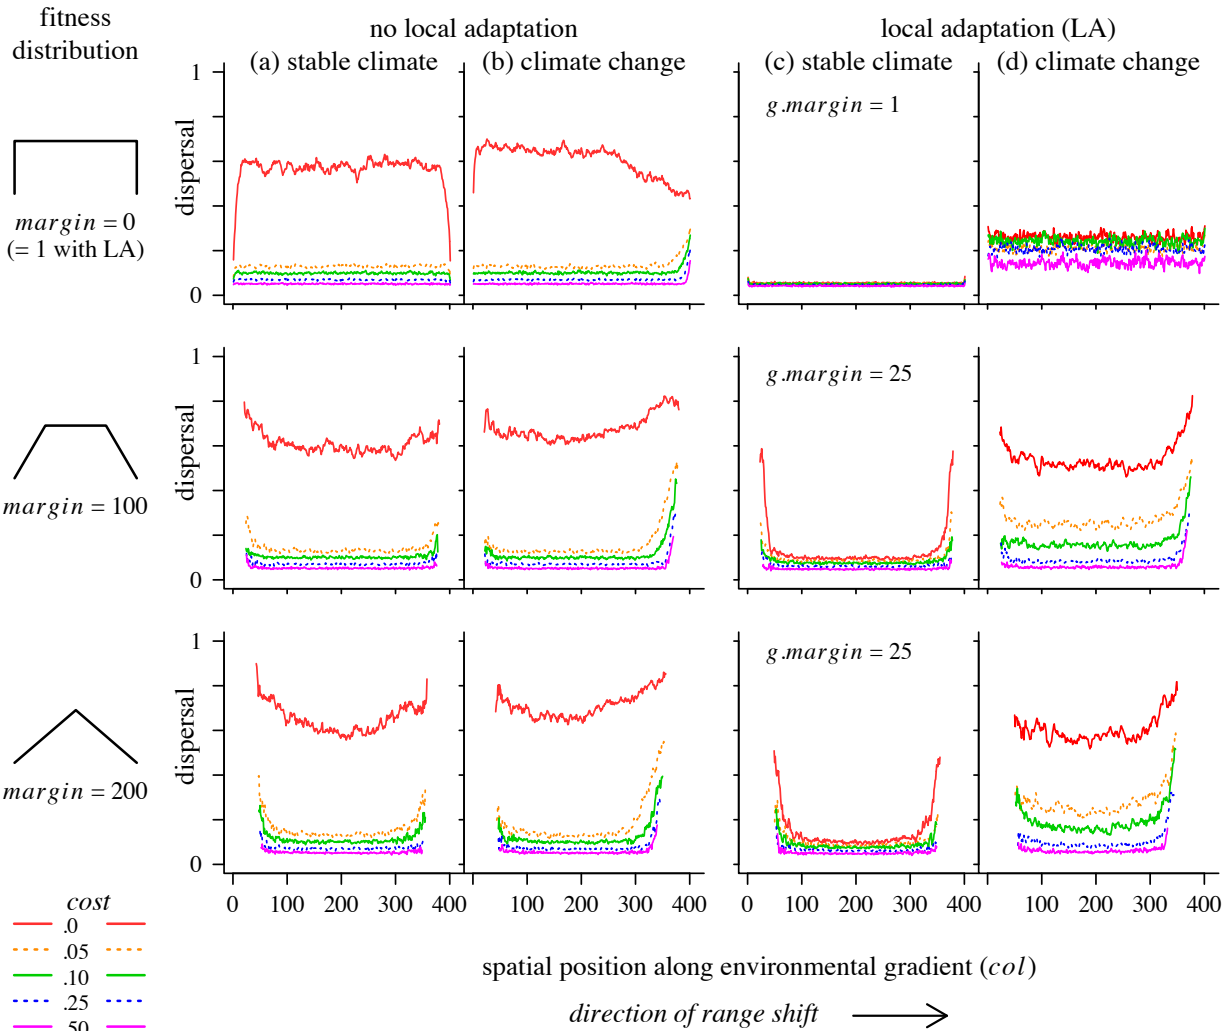 fitness
distribution
no local adaptation
local adaptation (LA)
(a) stable climate
(b) climate change
(c) stable climate
(d) climate change
1
dispersal
0
g.margin = 1
margin = 0
(= 1 with LA)
1
dispersal
0
g.margin = 25
margin = 100
1
dispersal
0
g.margin = 25
margin = 200
0 100 200 300 400
0 100 200 300 400
0 100 200 300 400
0 100 200 300 400
cost
.0
.05
.10
.25
.50
spatial position along environmental gradient (col)
direction of range shift